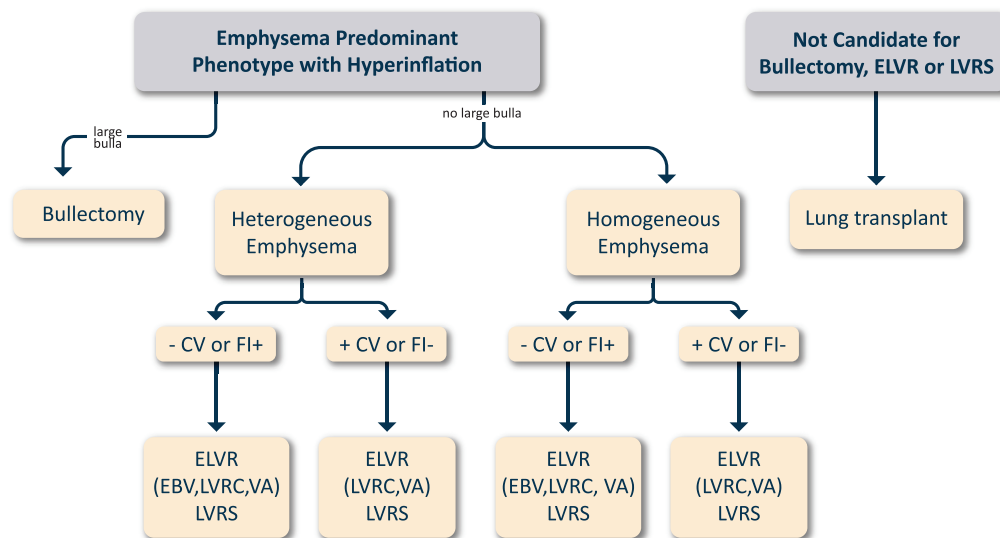 Emphysema Predominant
Phenotype with Hyperinflation
Not Candidate for
Bullectomy, ELVR or LVRS
large
bulla
no large bulla
Bullectomy
Heterogeneous
Emphysema
Homogeneous
Emphysema
Lung transplant
- CV or FI+
+ CV or FI-
- CV or FI+
+ CV or FI-
ELVR
(EBV,LVRC,VA)
LVRS
ELVR
(LVRC,VA)
LVRS
ELVR
(EBV,LVRC, VA)
LVRS
ELVR
(LVRC,VA)
LVRS